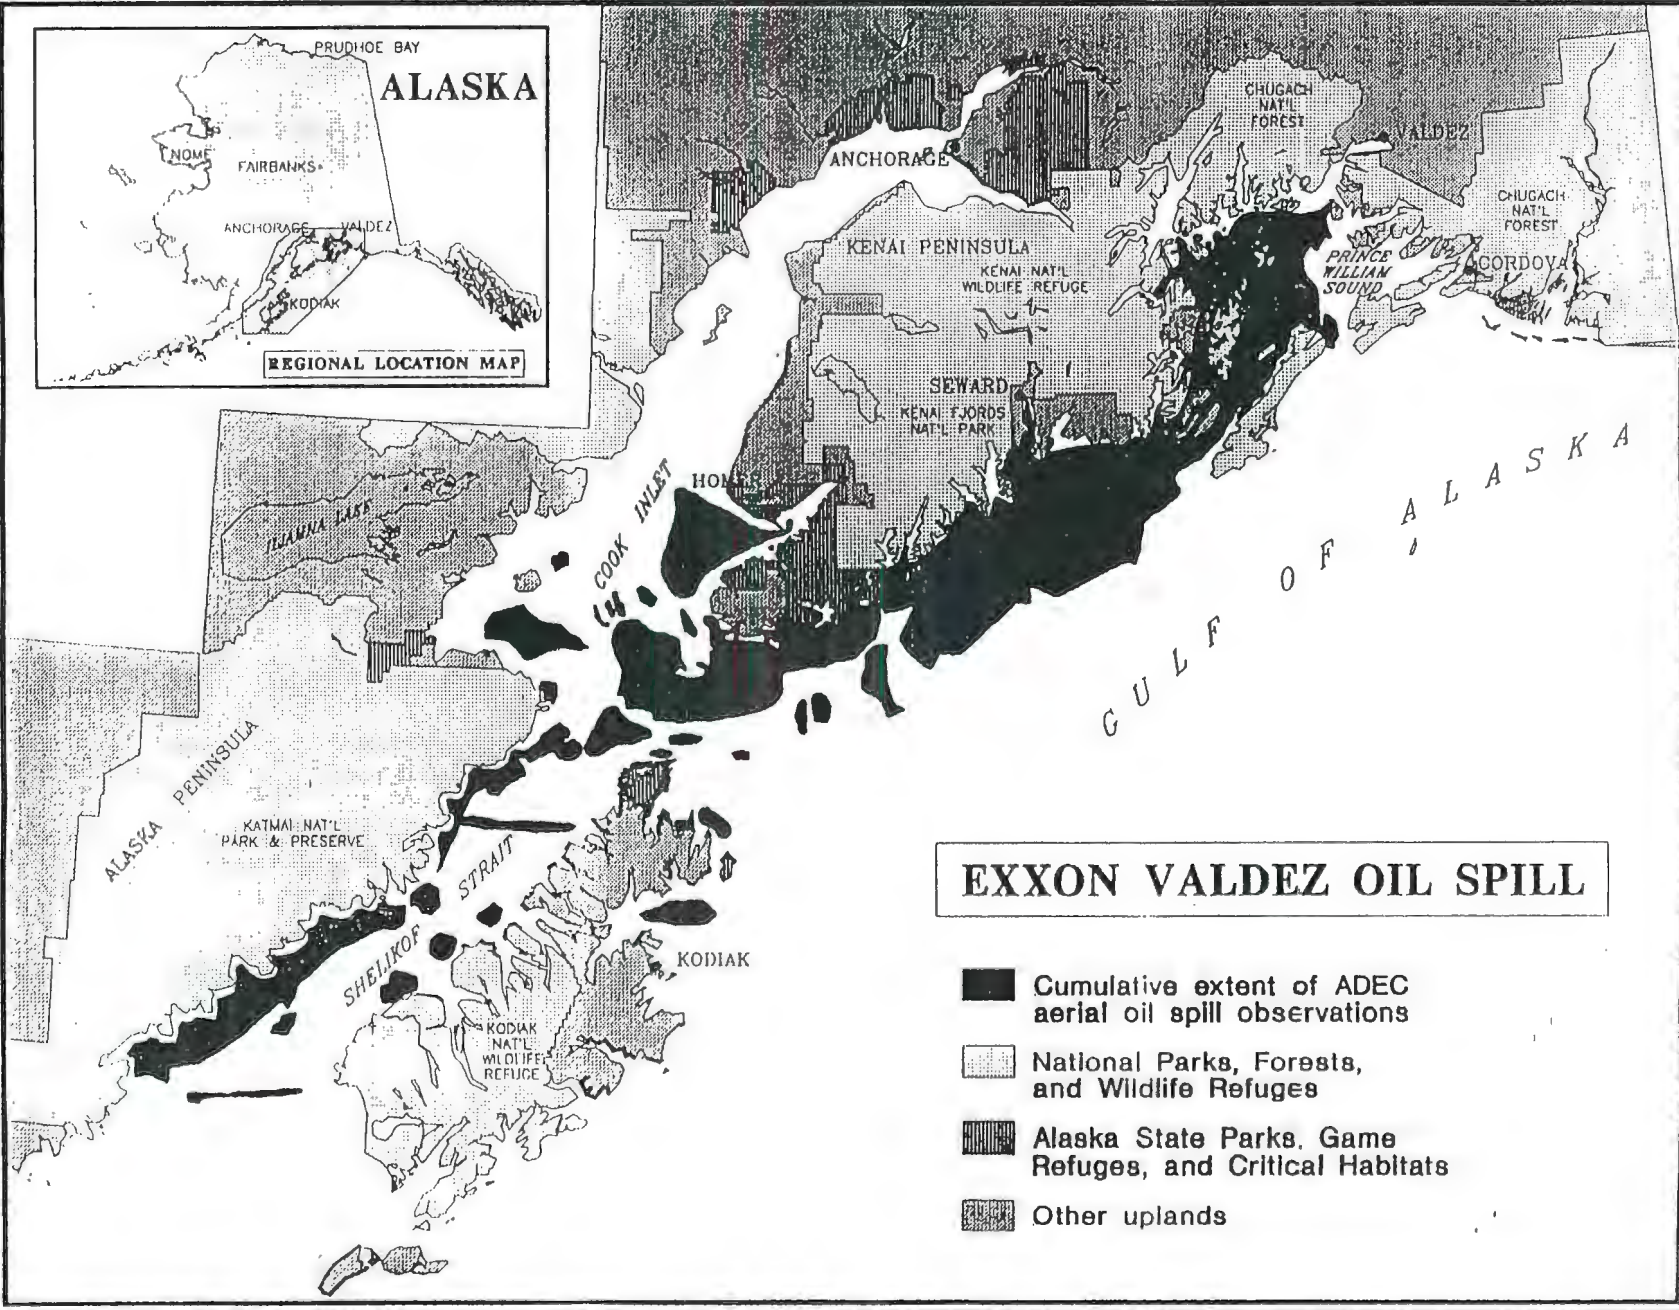 PRUDHOE BAY
ALASKA
NOME
FAIRBANKS
ANCHORAGE
VALDEZ
KODIAK
REGIONAL LOCATION MAP
CHUGACH
NAT'L
FOREST
VALDEZ
ANCHORAGE
CHUGACH
NAT'L
FOREST
KENAI PENINSULA
KENAI NAT'L
WILDLIFE REFUGE
PRINCE
WILLIAM
SOUND
CORDOVA
SEWARD
KENAI FJORDS
NAT'L PARK
HOMER
COOK INLET
ILIAMNA LAKE
GULF OF ALASKA
ALASKA PENINSULA
KATMAI NAT'L
PARK & PRESERVE
SHELIKOF STRAIT
KODIAK
KODIAK
NAT'L
WILDLIFE
REFUGE
EXXON VALDEZ OIL SPILL
Cumulative extent of ADEC
aerial oil spill observations
National Parks, Forests,
and Wildlife Refuges
Alaska State Parks, Game
Refuges, and Critical Habitats
Other uplands